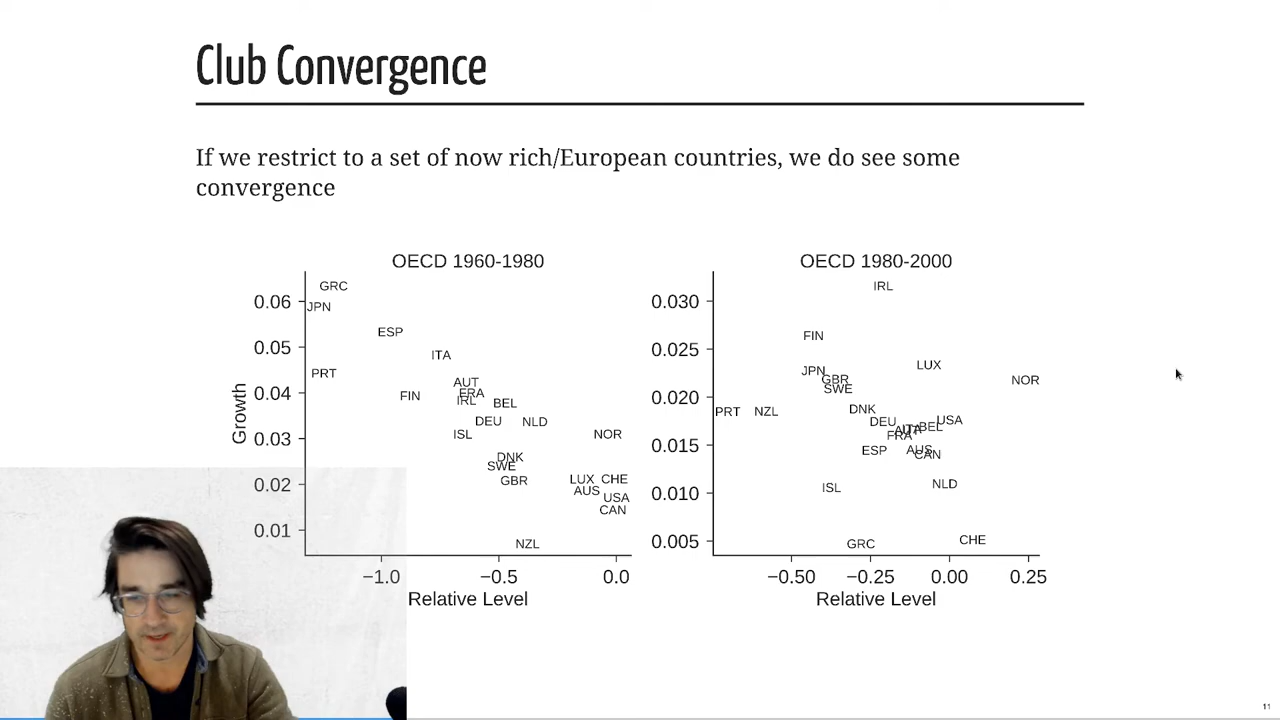 Club Convergence
If we restrict to a set of now rich/European countries, we do see some
convergence
OECD 1960-1980
OECD 1980-2000
Growth
0.06
0.05
0.04
0.03
0.02
0.01
GRC
JPN
ESP
ITA
PRT
AUT
FRA
FIN
IRL
BEL
DEU
NLD
ISL
NOR
DNK
SWE
GBR
LUX
CHE
AUS
USA
CAN
NZL
−1.0
−0.5
0.0
Relative Level
0.030
0.025
0.020
0.015
0.010
0.005
IRL
FIN
LUX
JPN
GBR
NOR
SWE
PRT
NZL
DNK
DEU
USA
BEL
FRA
ESP
AUS
CAN
ISL
NLD
GRC
CHE
−0.50
−0.25
0.00
0.25
Relative Level
11